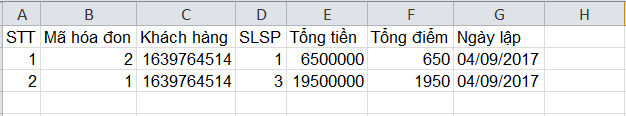 A B C D E F G H
STT Mã hóa đon Khách hàng SLSP Tổng tiền Tổng điểm Ngày lập
1 2 1639764514 1 6500000 650 04/09/2017
2 1 1639764514 3 19500000 1950 04/09/2017